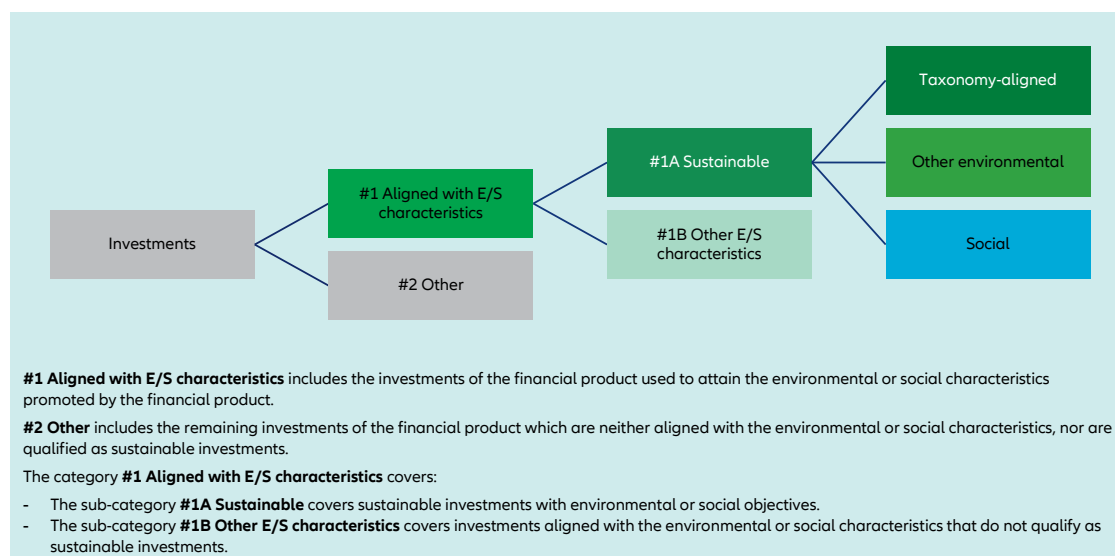 Taxonomy-aligned
#1A Sustainable
Other environmental
#1 Aligned with E/S
characteristics
Investments
#1B Other E/S
characteristics
Social
#2 Other
#1 Aligned with E/S characteristics includes the investments of the financial product used to attain the environmental or social characteristics
promoted by the financial product.
#2 Other includes the remaining investments of the financial product which are neither aligned with the environmental or social characteristics, nor are
qualified as sustainable investments.
The category #1 Aligned with E/S characteristics covers:
- The sub-category #1A Sustainable covers sustainable investments with environmental or social objectives.
- The sub-category #1B Other E/S characteristics covers investments aligned with the environmental or social characteristics that do not qualify as
sustainable investments.